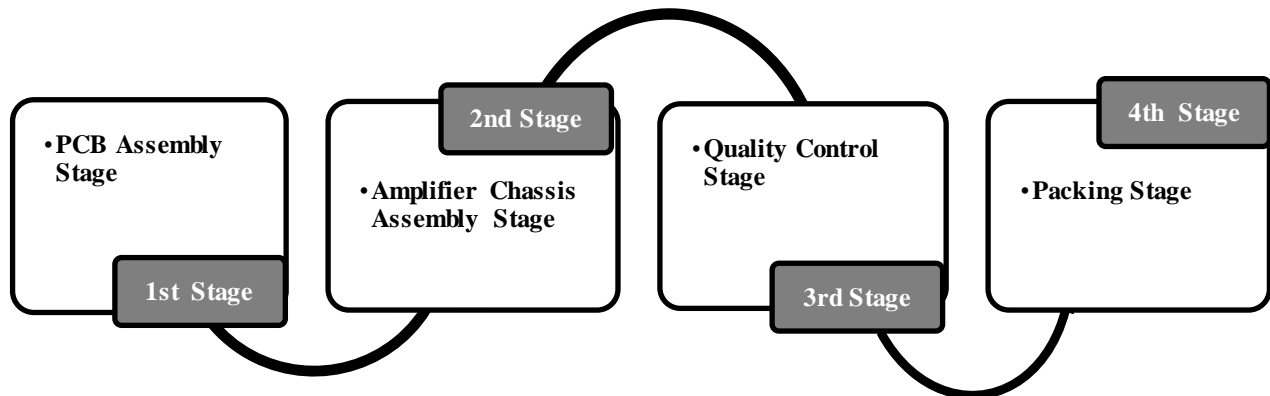 •PCB Assembly
Stage
1st Stage
2nd Stage
•Amplifier Chassis
Assembly Stage
•Quality Control
Stage
3rd Stage
4th Stage
•Packing Stage